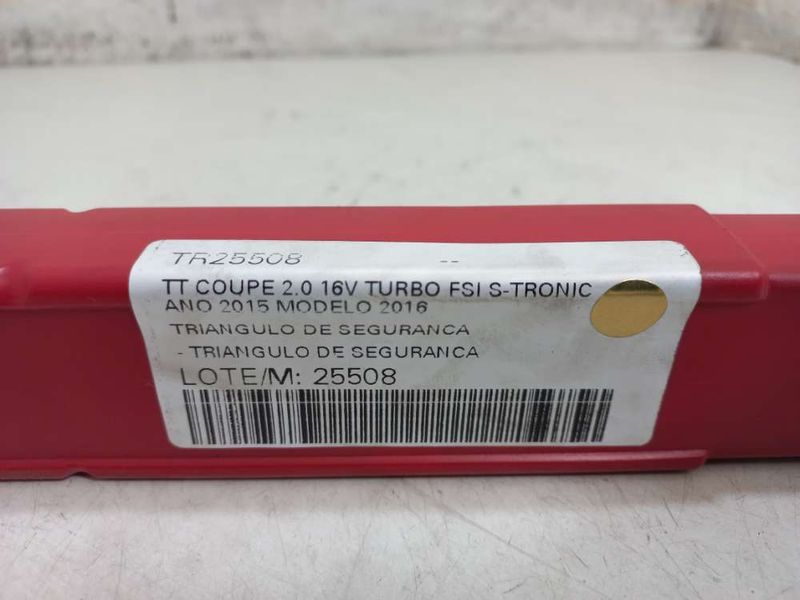 TR25508 --
TT COUPE 2.0 16V TURBO FSI S-TRONIC
ANO 2015 MODELO 2016
TRIANGULO DE SEGURANCA
- TRIANGULO DE SEGURANCA
LOTE/M: 25508